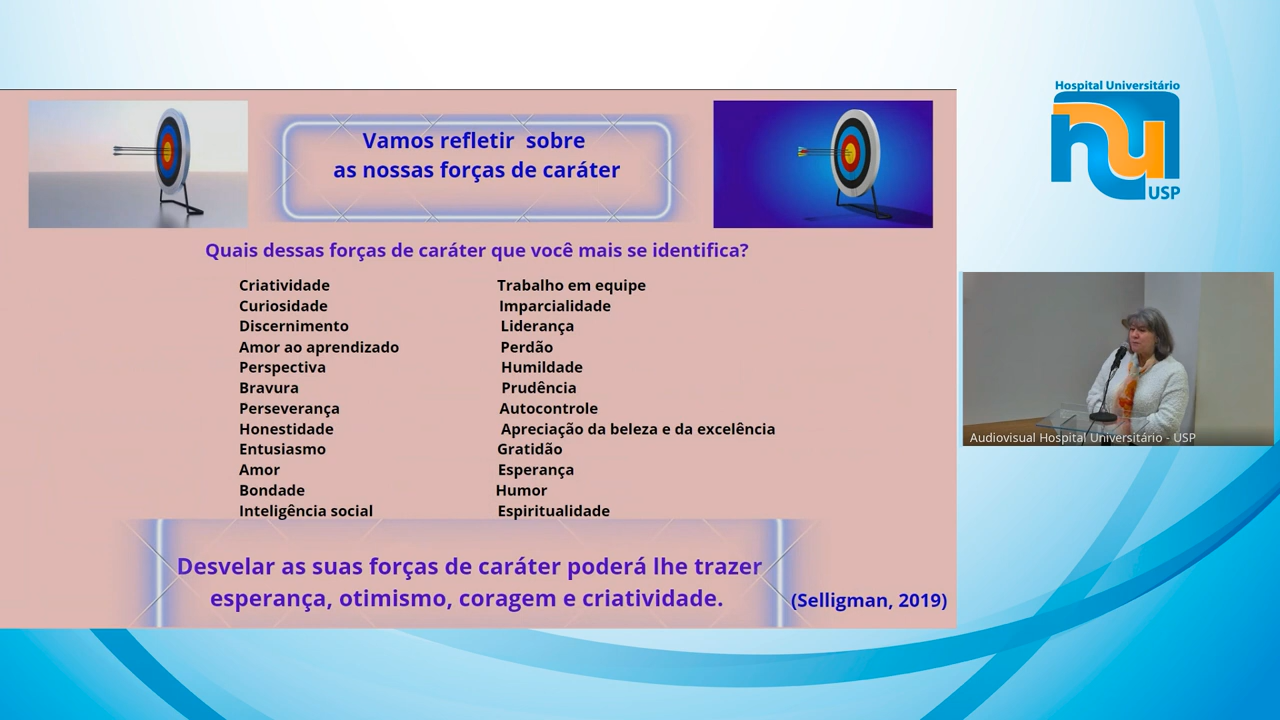 Hospital Universitário
hu
USP
Vamos refletir sobre
as nossas forças de caráter
Quais dessas forças de caráter que você mais se identifica?
Criatividade
Curiosidade
Discernimento
Amor ao aprendizado
Perspectiva
Bravura
Perseverança
Honestidade
Entusiasmo
Amor
Bondade
Inteligência social
Trabalho em equipe
Imparcialidade
Liderança
Perdão
Humildade
Prudência
Autocontrole
Apreciação da beleza e da excelência
Gratidão
Esperança
Humor
Espiritualidade
Desvelar as suas forças de caráter poderá lhe trazer
esperança, otimismo, coragem e criatividade.
(Selligman, 2019)
Audiovisual Hospital Universitário - USP